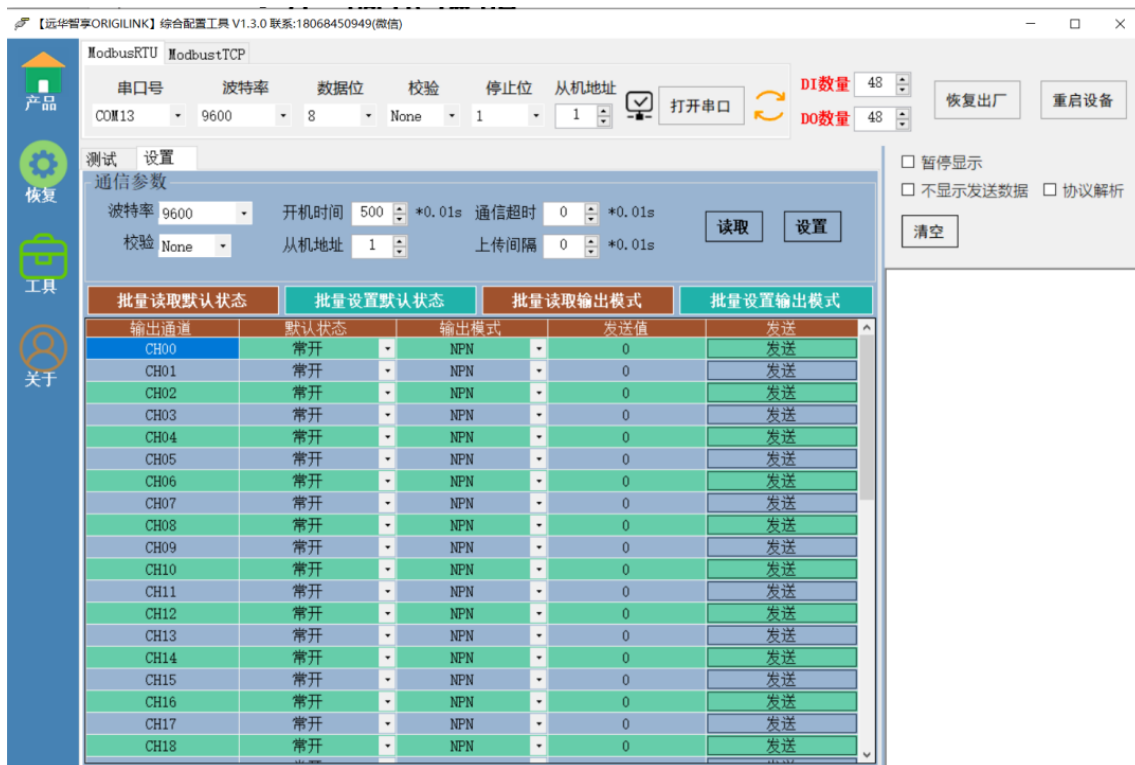 【远华智享ORIGILINK】综合配置工具 V1.3.0 联系:18068450949(微信)
产品
恢复
工具
关于
ModbusRTU ModbustTCP
串口号 波特率 数据位 校验 停止位 从机地址
COM13 9600 8 None 1 1 打开串口
DI数量 48
DO数量 48
恢复出厂 重启设备
测试 设置
通信参数
波特率 9600 开机时间 500 *0.01s 通信超时 0 *0.01s
校验 None 从机地址 1 上传间隔 0 *0.01s
读取 设置
暂停显示
不显示发送数据 协议解析
清空
批量读取默认状态 批量设置默认状态 批量读取输出模式 批量设置输出模式
输出通道 默认状态 输出模式 发送值 发送
CH00 常开 NPN 0 发送
CH01 常开 NPN 0 发送
CH02 常开 NPN 0 发送
CH03 常开 NPN 0 发送
CH04 常开 NPN 0 发送
CH05 常开 NPN 0 发送
CH06 常开 NPN 0 发送
CH07 常开 NPN 0 发送
CH08 常开 NPN 0 发送
CH09 常开 NPN 0 发送
CH10 常开 NPN 0 发送
CH11 常开 NPN 0 发送
CH12 常开 NPN 0 发送
CH13 常开 NPN 0 发送
CH14 常开 NPN 0 发送
CH15 常开 NPN 0 发送
CH16 常开 NPN 0 发送
CH17 常开 NPN 0 发送
CH18 常开 NPN 0 发送